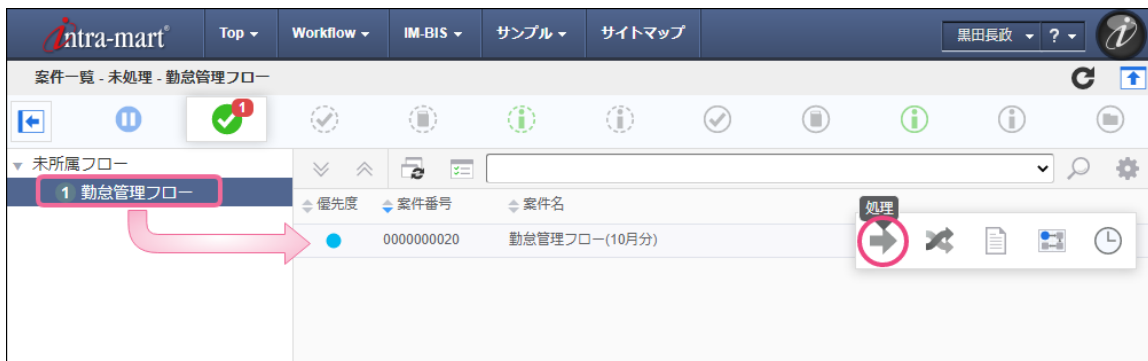 intra-mart® Top Workflow IM-BIS サンプル サイトマップ 黒田長政 ?
案件一覧 - 未処理 - 勤怠管理フロー
1
未所属フロー
1 勤怠管理フロー
優先度 案件番号 案件名
処理
0000000020 勤怠管理フロー(10月分)